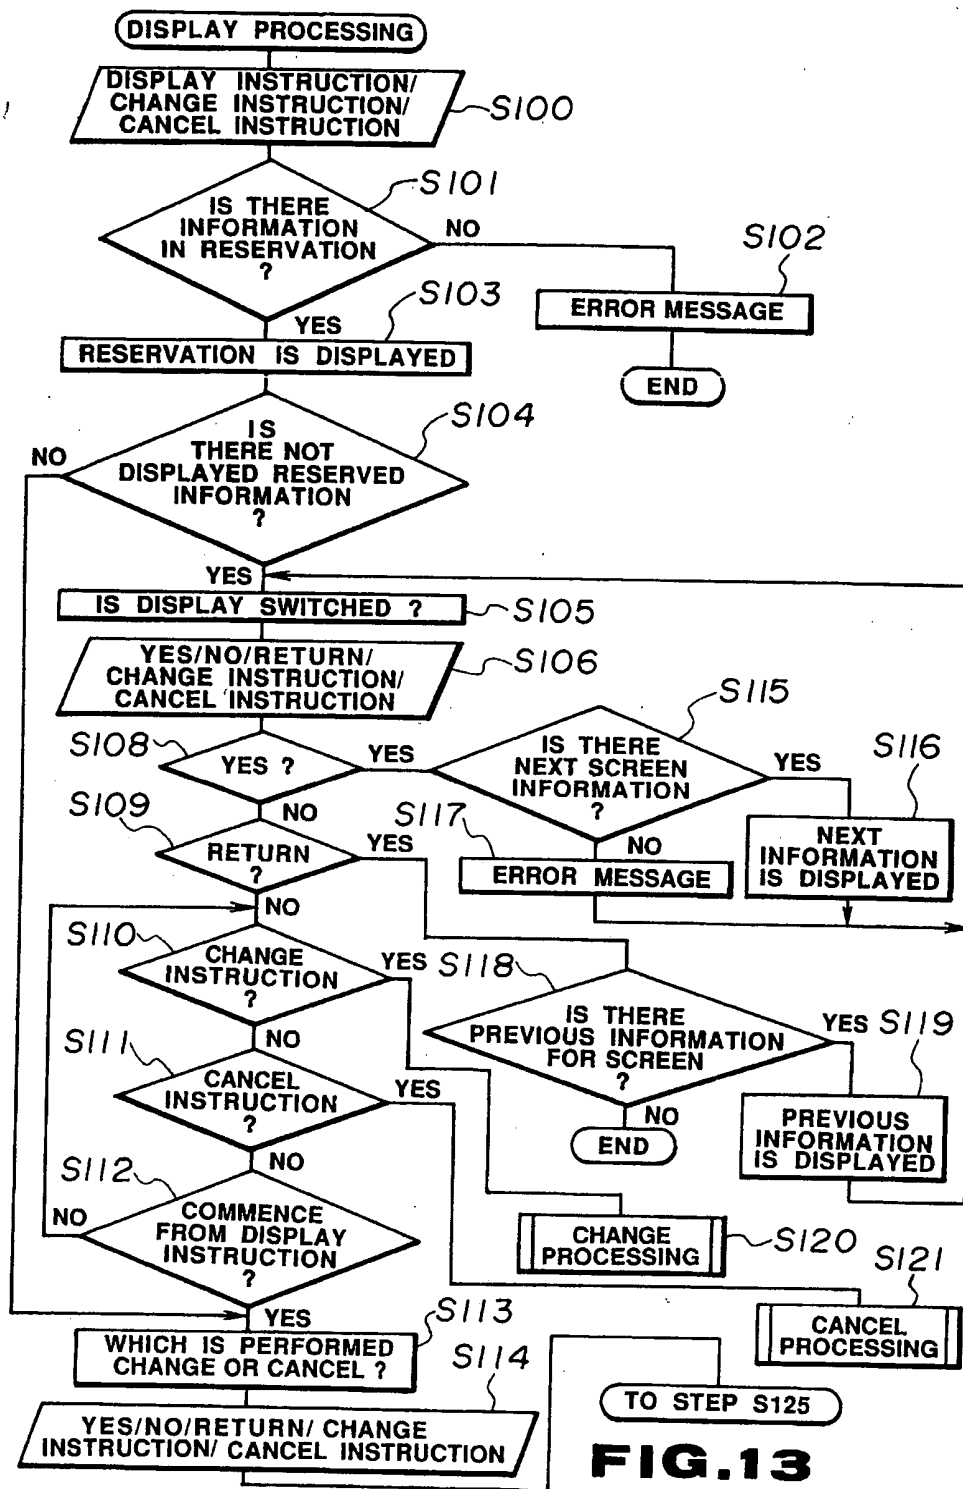 DISPLAY PROCESSING
DISPLAY INSTRUCTION/
CHANGE INSTRUCTION/
CANCEL INSTRUCTION
S100
IS THERE
INFORMATION
IN RESERVATION
?
S101
NO
S102
ERROR MESSAGE
END
YES
S103
RESERVATION IS DISPLAYED
S104
IS
THERE NOT
DISPLAYED RESERVED
INFORMATION
?
NO
YES
IS DISPLAY SWITCHED ?
S105
YES/NO/RETURN/
CHANGE INSTRUCTION/
CANCEL INSTRUCTION
S106
S108
YES ?
YES
NO
S115
IS THERE
NEXT SCREEN
INFORMATION
?
YES
S116
NEXT
INFORMATION
IS DISPLAYED
NO
S117
ERROR MESSAGE
S109
RETURN
?
YES
NO
S110
CHANGE
INSTRUCTION
?
YES
NO
S118
IS THERE
PREVIOUS INFORMATION
FOR SCREEN
?
YES
S119
PREVIOUS
INFORMATION
IS DISPLAYED
NO
END
S111
CANCEL
INSTRUCTION
?
YES
NO
S112
COMMENCE
FROM DISPLAY
INSTRUCTION
?
NO
YES
CHANGE
PROCESSING
S120
S121
CANCEL
PROCESSING
S113
WHICH IS PERFORMED
CHANGE OR CANCEL ?
S114
YES/NO/RETURN/ CHANGE
INSTRUCTION/ CANCEL INSTRUCTION
TO STEP S125
FIG.13